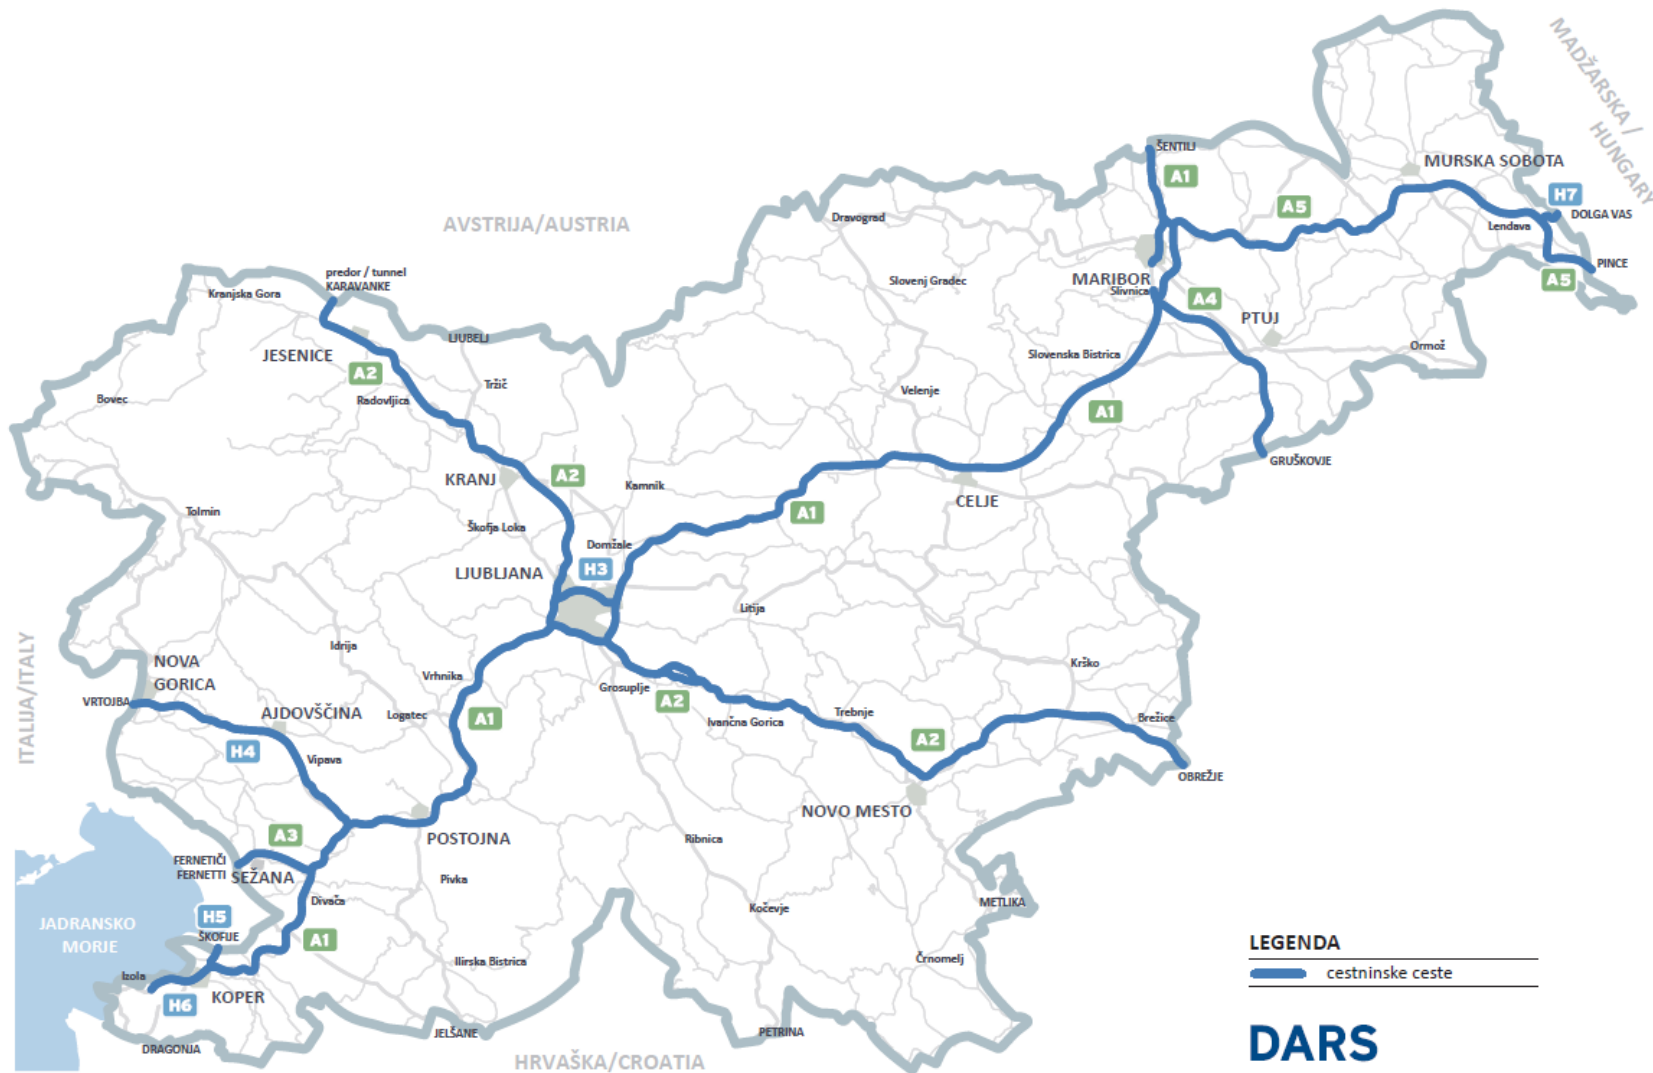 MADŽARSKA /
HUNGARY
ŠENTILJ
MURSKA SOBOTA
A1
H7
A5
DOLGA VAS
AVSTRIJA/AUSTRIA
Dravograd
Lendava
predor / tunnel
KARAVANKE
MARIBOR
PINCE
Slovenj Gradec
A5
Kranjska Gora
Slivnica
A4
PTUJ
LJUBELJ
JESENICE
Slovenska Bistrica
Ormož
A2
Tržič
Velenje
Bovec
Radovljica
A1
GRUŠKOVJE
KRANJ
A2
Kamnik
CELJE
Tolmin
A1
Škofja Loka
Domžale
LJUBLJANA
H3
Litija
ITALIJA/ITALY
Idrija
NOVA
GORICA
Vrhnika
Krško
VRTOJBA
Grosuplje
A2
AJDOVŠČINA
Logatec
A1
Ivančna Gorica
Trebnje
Brežice
H4
Vipava
A2
OBREŽJE
NOVO MESTO
A3
POSTOJNA
Ribnica
FERNETIČI
FERNETTI
SEŽANA
Pivka
Divača
METLIKA
H5
Kočevje
JADRANSKO
MORJE
ŠKOFIJE
A1
Ilirska Bistrica
Črnomelj
Izola
KOPER
H6
JELŠANE
PETRINA
DRAGONJA
HRVAŠKA/CROATIA
LEGENDA
cestninske ceste
DARS